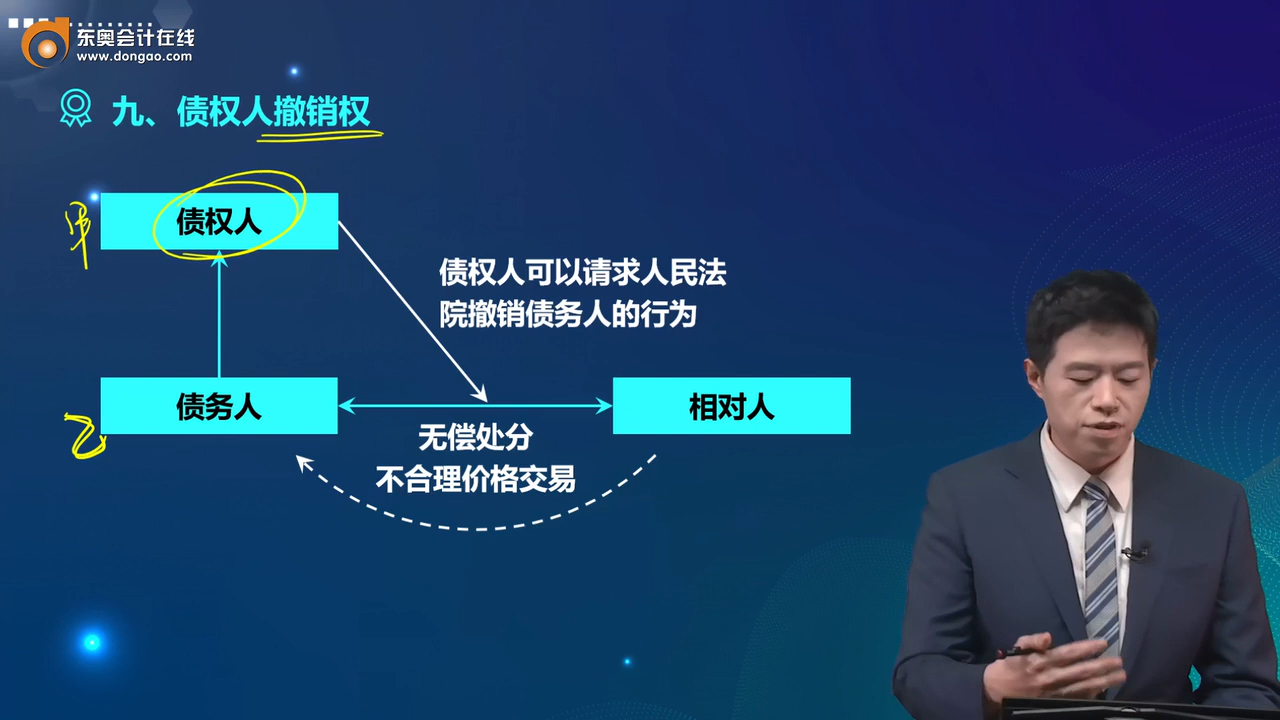 东奥会计在线
www.dongao.com
九、债权人撤销权
甲
债权人
债权人可以请求人民法
院撤销债务人的行为
乙
债务人
相对人
无偿处分
不合理价格交易